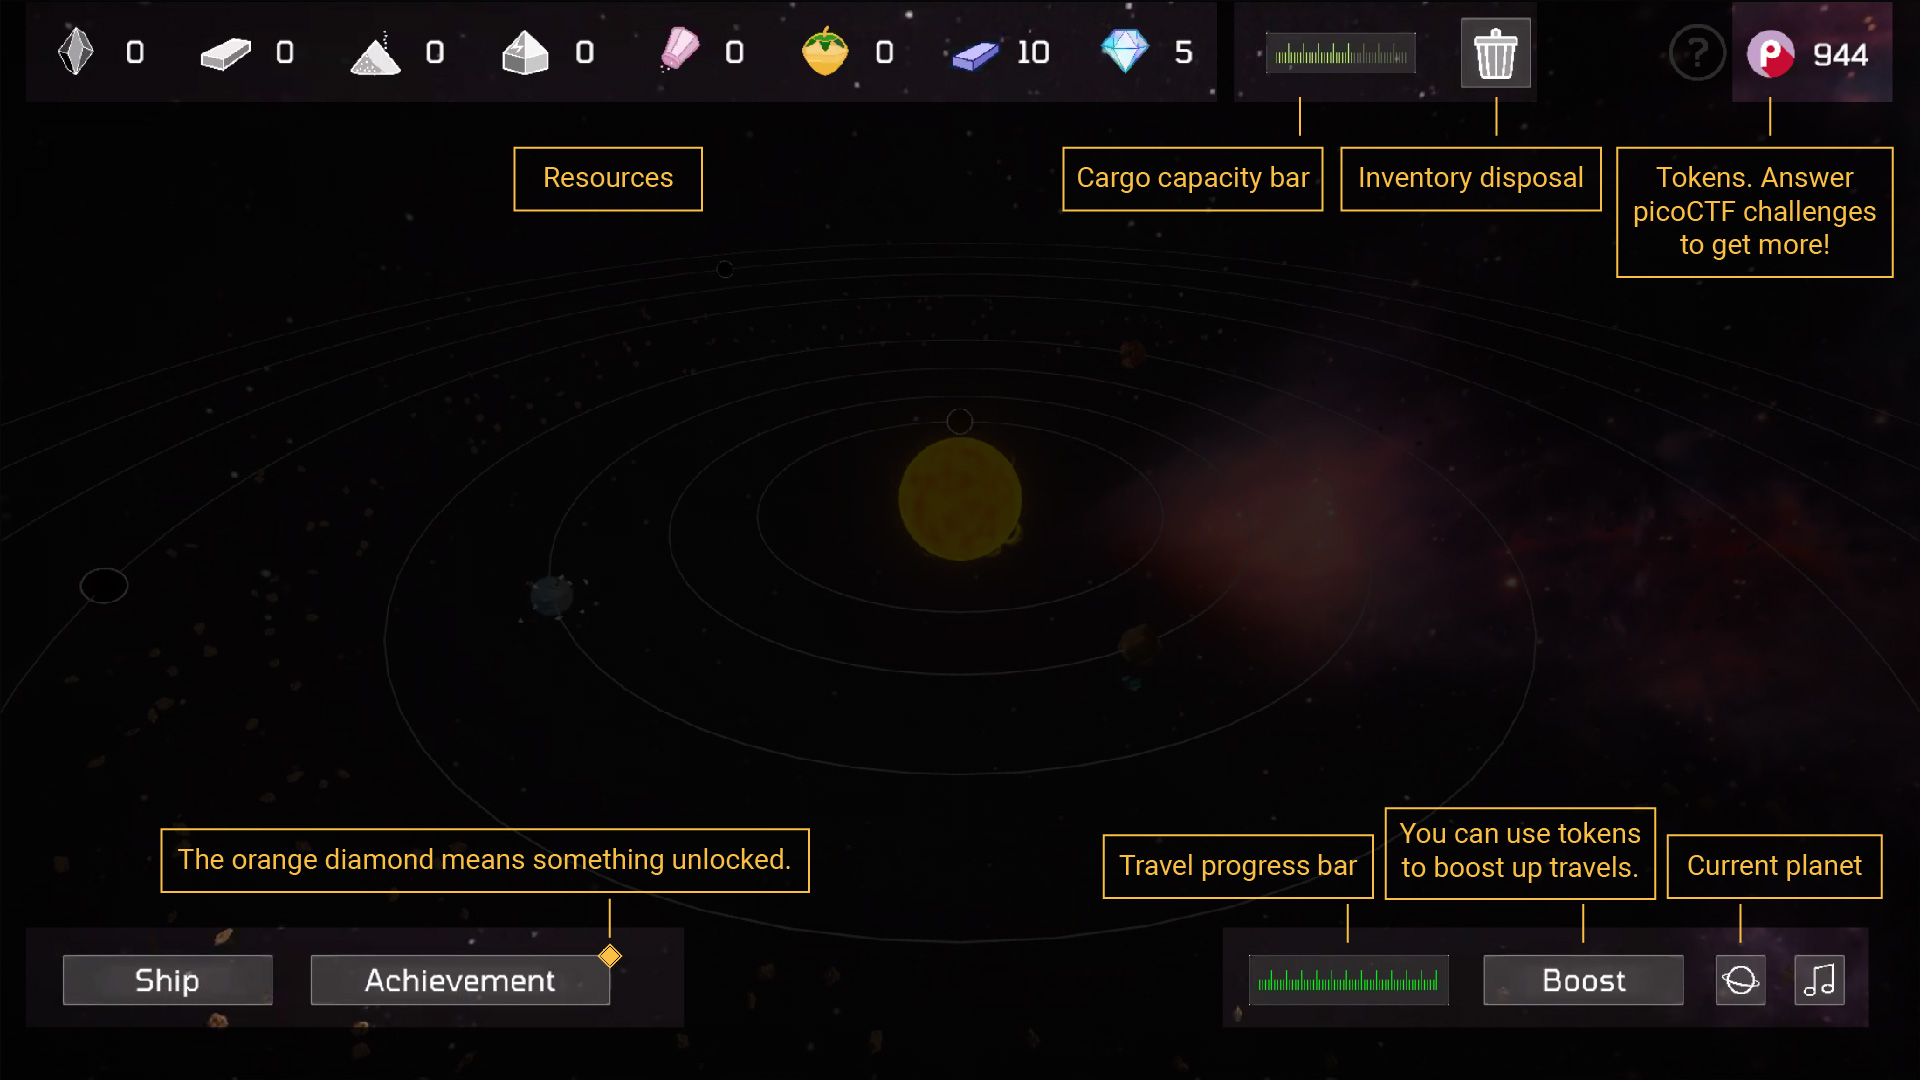 0 0 0 0 0 0 10 5
? P 944
Resources
Cargo capacity bar
Inventory disposal
Tokens. Answer
picoCTF challenges
to get more!
The orange diamond means something unlocked.
Travel progress bar
You can use tokens
to boost up travels.
Current planet
Ship
Achievement
Boost